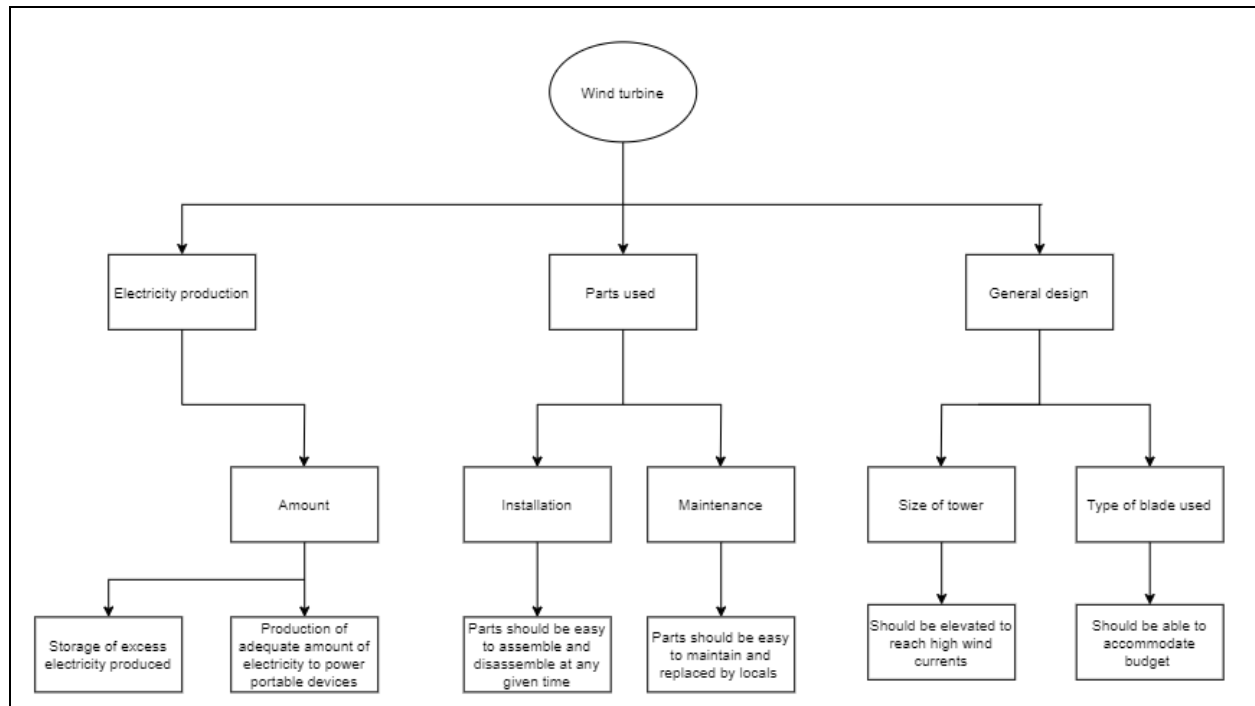 Wind turbine
Electricity production
Parts used
General design
Amount
Installation
Maintenance
Size of tower
Type of blade used
Storage of excess
electricity produced
Production of
adequate amount of
electricity to power
portable devices
Parts should be easy
to assemble and
disassemble at any
given time
Parts should be easy
to maintain and
replaced by locals
Should be elevated to
reach high wind
currents
Should be able to
accommodate
budget